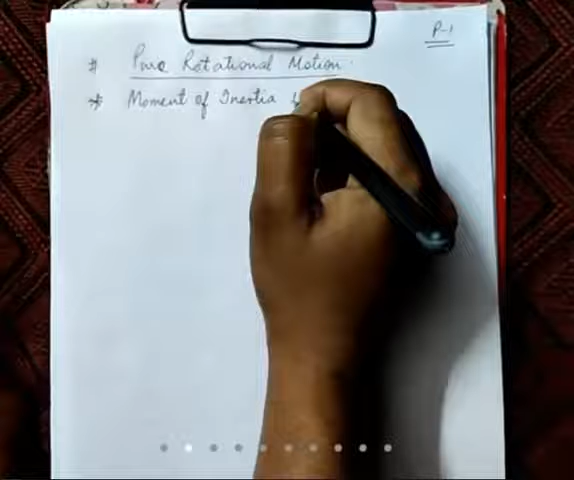 P-1
# Pure Rotational Motion.
* Moment of Inertia